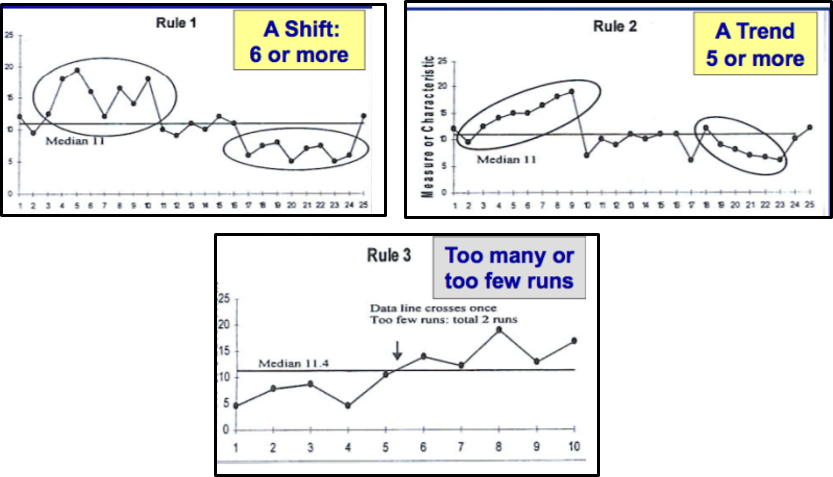 Rule 1
A Shift:
6 or more
25
20
15
10
5
0
Median 11
1 2 3 4 5 6 7 8 9 10 11 12 13 14 15 16 17 18 19 20 21 22 23 24 25
Rule 2
A Trend
5 or more
Measure or Characteristic
25
20
15
10
5
0
Median 11
1 2 3 4 5 6 7 8 9 10 11 12 13 14 15 16 17 18 19 20 21 22 23 24 25
Rule 3
Too many or
too few runs
25
20
15
10
5
0
Data line crosses once
Too few runs: total 2 runs
Median 11.4
1 2 3 4 5 6 7 8 9 10